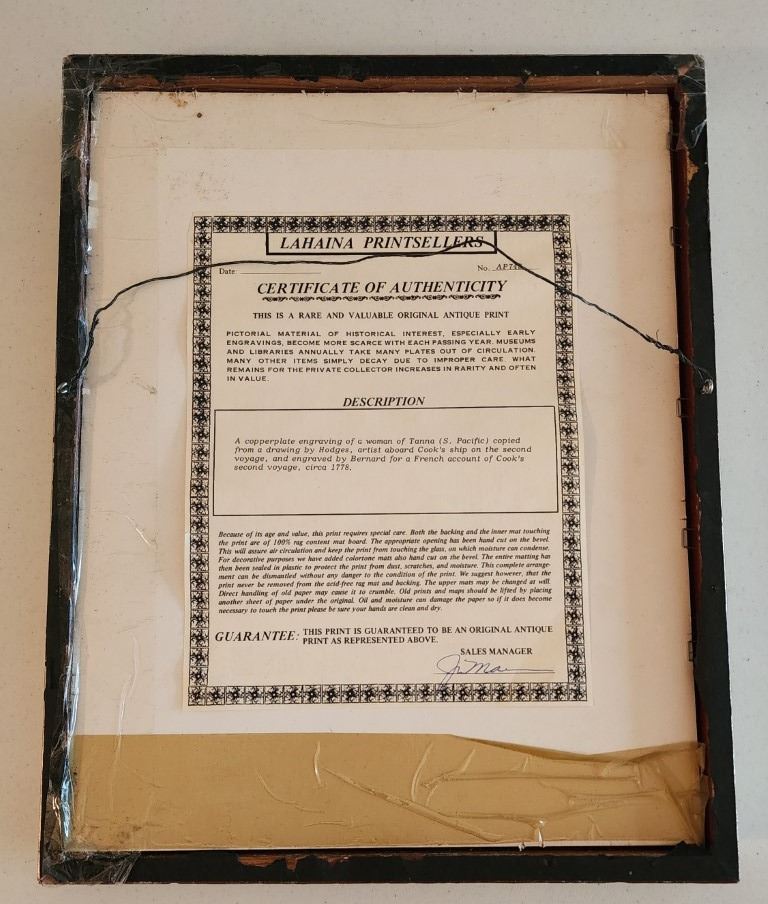 LAHAINA PRINTSELLERS
Date: No.
CERTIFICATE OF AUTHENTICITY
THIS IS A RARE AND VALUABLE ORIGINAL ANTIQUE PRINT
PICTORIAL MATERIAL OF HISTORICAL INTEREST, ESPECIALLY EARLY
ENGRAVINGS, BECOME MORE SCARCE WITH EACH PASSING YEAR. MUSEUMS
AND LIBRARIES ANNUALLY TAKE MANY PLATES OUT OF CIRCULATION.
MANY OTHER ITEMS SIMPLY DECAY DUE TO IMPROPER CARE. WHAT
REMAINS FOR THE PRIVATE COLLECTOR INCREASES IN RARITY AND OFTEN
IN VALUE.
DESCRIPTION
A copperplate engraving of a woman of Tanna (S. Pacific) copied
from a drawing by Hodges, artist aboard Cook's ship on the second
voyage, and engraved by Bernard for a French account of Cook's
second voyage, circa 1778.
Because of its age and value, this print requires special care. Both the backing and the inner mat touching
the print are of 100% rag content mat board. The appropriate opening has been hand cut on the bevel.
This will assure air circulation and keep the print from touching the glass, on which moisture can condense.
For decorative purposes we have added colortone mats also hand cut on the bevel. The entire matting has
then been sealed in plastic to protect the print from dust, scratches, and moisture. This complete arrange-
ment can be dismantled without any danger to the condition of the print. We suggest however, that the
print never be removed from the acid-free rag mat and backing. The upper mats may be changed at will.
Direct handling of old paper may cause it to crumble. Old prints and maps should be lifted by placing
another sheet of paper under the original. Oil and moisture can damage the paper so if it does become
necessary to touch the print please be sure your hands are clean and dry.
GUARANTEE: THIS PRINT IS GUARANTEED TO BE AN ORIGINAL ANTIQUE
PRINT AS REPRESENTED ABOVE.
SALES MANAGER